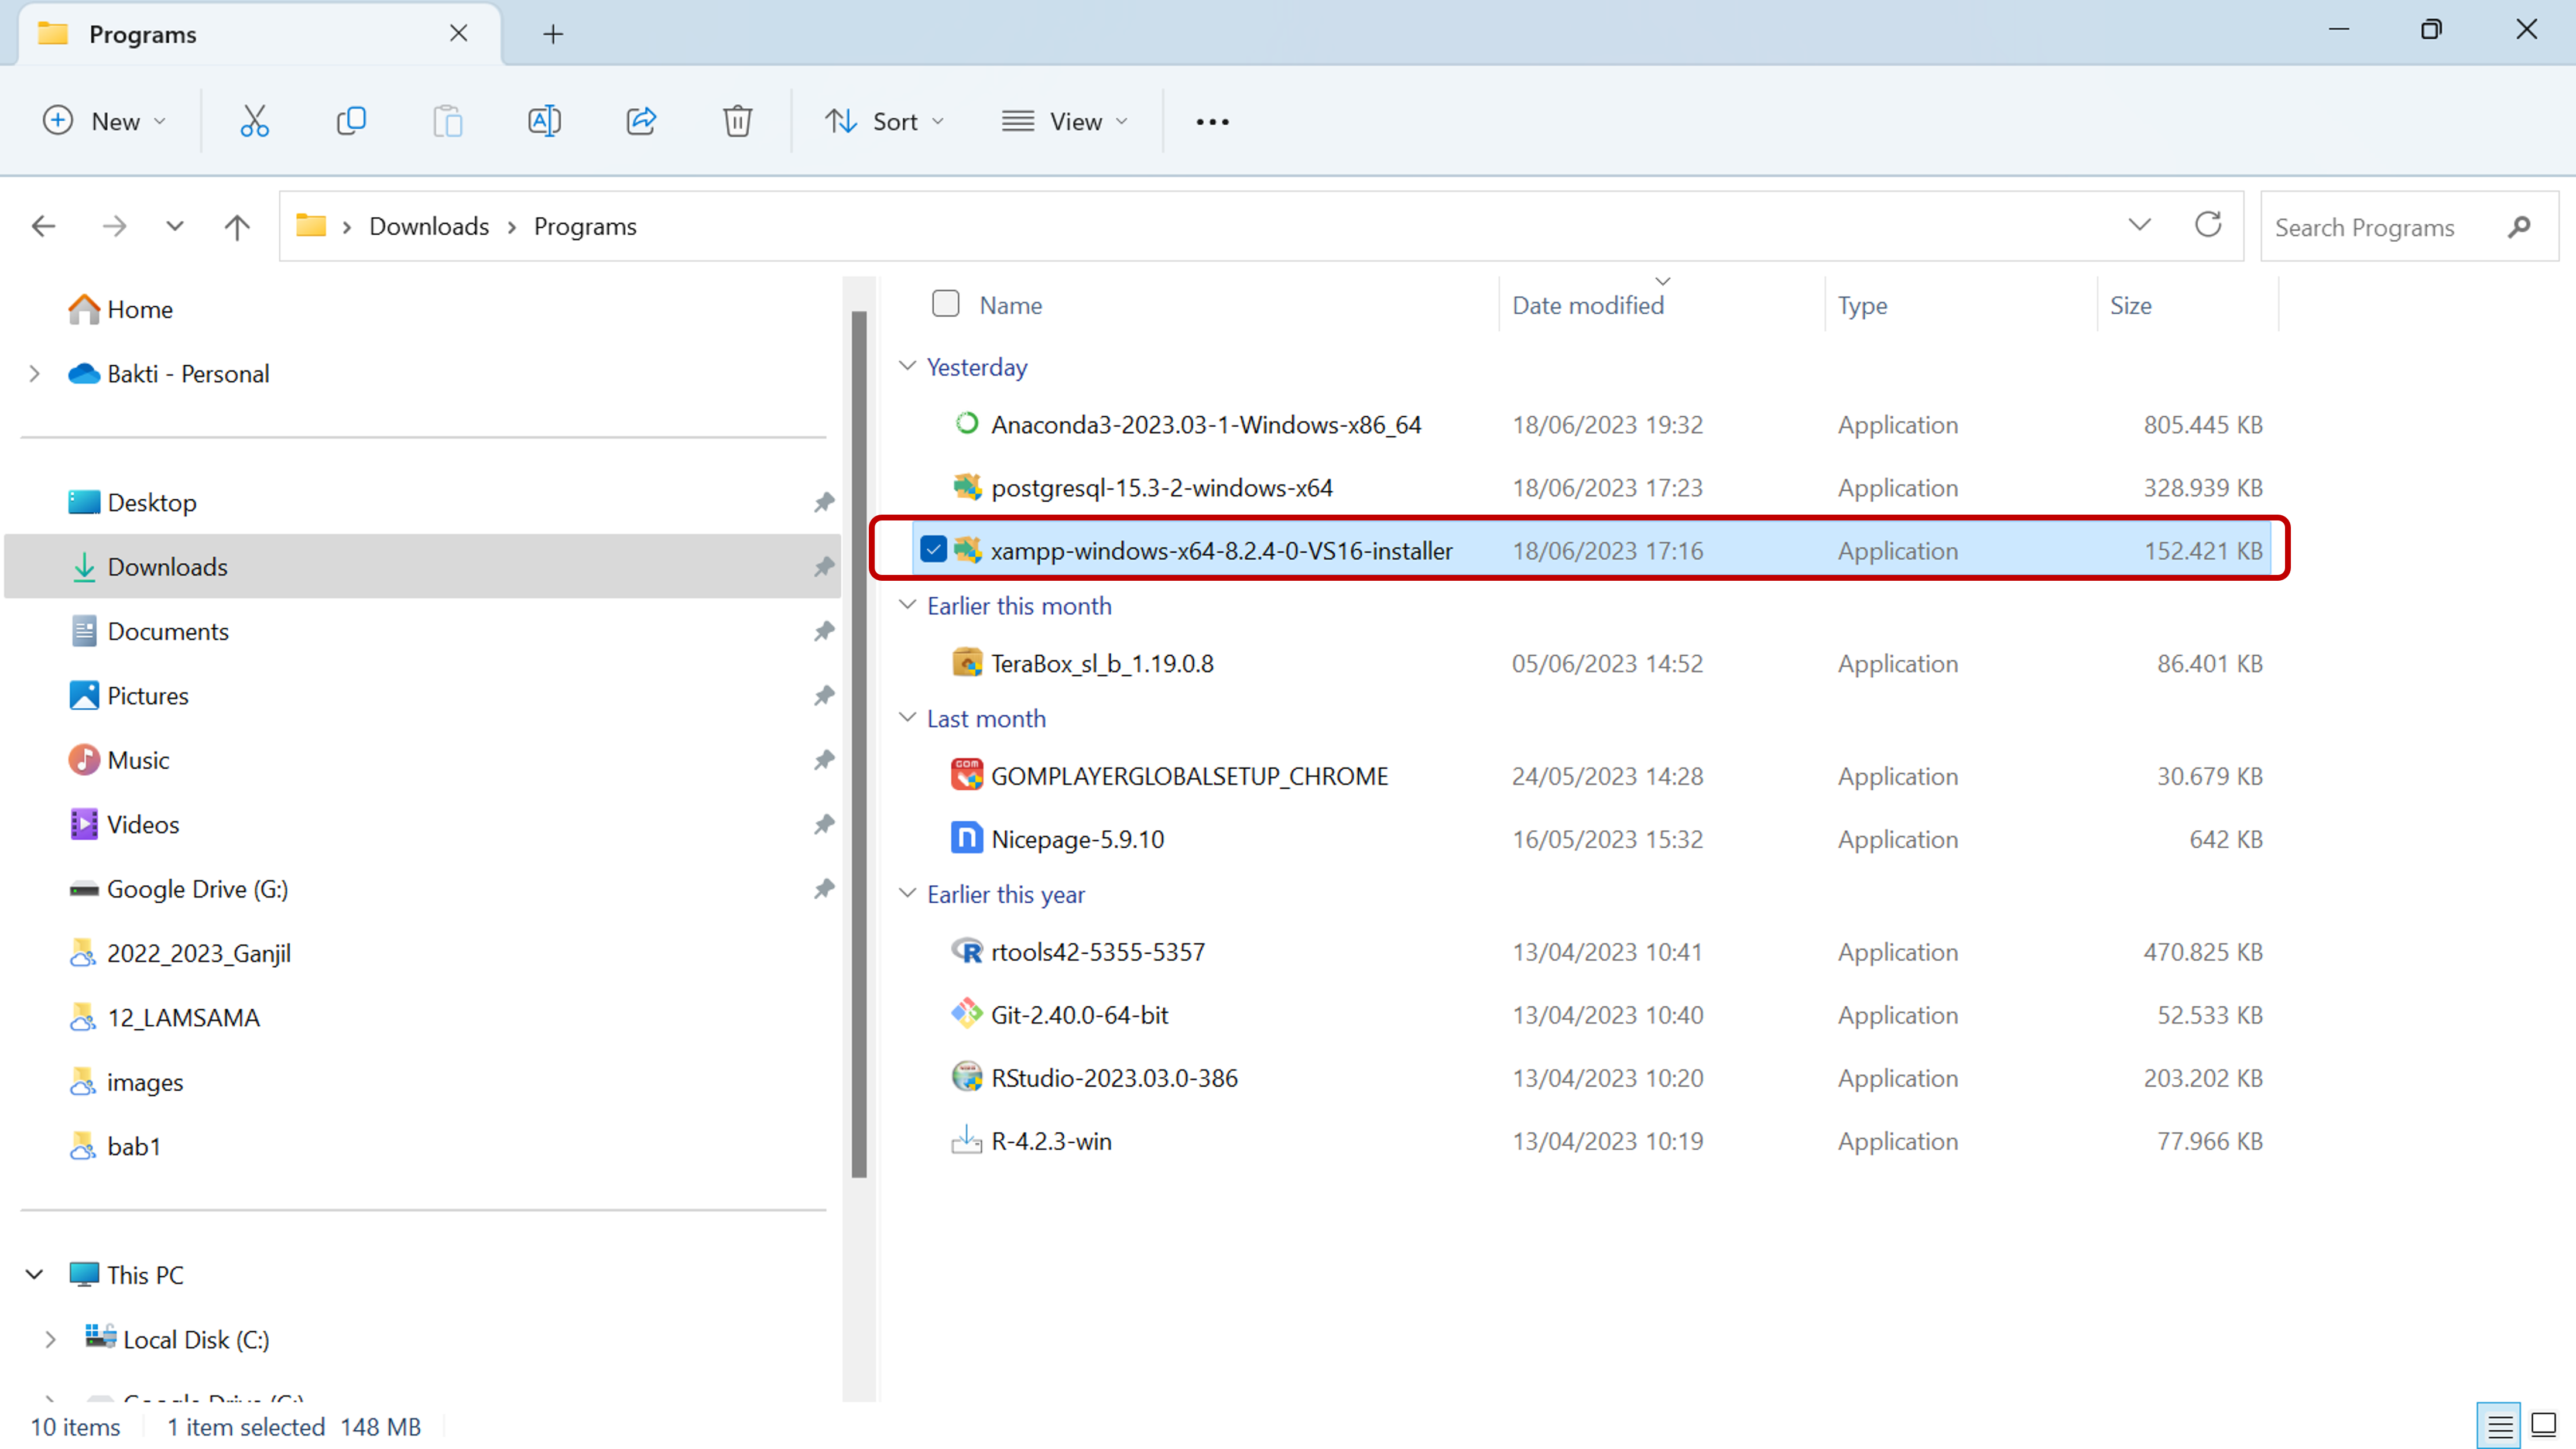 Programs
New
Sort
View
Downloads
Programs
Search Programs
Home
Bakti - Personal
Desktop
Downloads
Documents
Pictures
Music
Videos
Google Drive (G:)
2022_2023_Ganjil
12_LAMSAMA
images
bab1
This PC
Local Disk (C:)
Google Drive (G:)
Name Date modified Type Size
Yesterday
Anaconda3-2023.03-1-Windows-x86_64 18/06/2023 19:32 Application 805.445 KB
postgresql-15.3-2-windows-x64 18/06/2023 17:23 Application 328.939 KB
xampp-windows-x64-8.2.4-0-VS16-installer 18/06/2023 17:16 Application 152.421 KB
Earlier this month
TeraBox_sl_b_1.19.0.8 05/06/2023 14:52 Application 86.401 KB
Last month
GOMPLAYERGLOBALSETUP_CHROME 24/05/2023 14:28 Application 30.679 KB
Nicepage-5.9.10 16/05/2023 15:32 Application 642 KB
Earlier this year
rtools42-5355-5357 13/04/2023 10:41 Application 470.825 KB
Git-2.40.0-64-bit 13/04/2023 10:40 Application 52.533 KB
RStudio-2023.03.0-386 13/04/2023 10:20 Application 203.202 KB
R-4.2.3-win 13/04/2023 10:19 Application 77.966 KB
10 items 1 item selected 148 MB